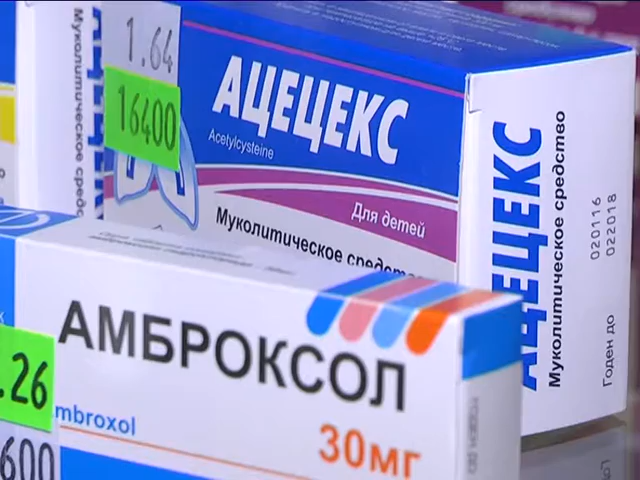 1.64
16400
АЦЕЦЕКС
Acetylcysteine
Для детей
Муколитическое средство
АЦЕЦЕКС
Муколитическое средство
020116
022018
Годен до
Муколитическое
АМБРОКСОЛ
mbroxol
30мг
.26
600